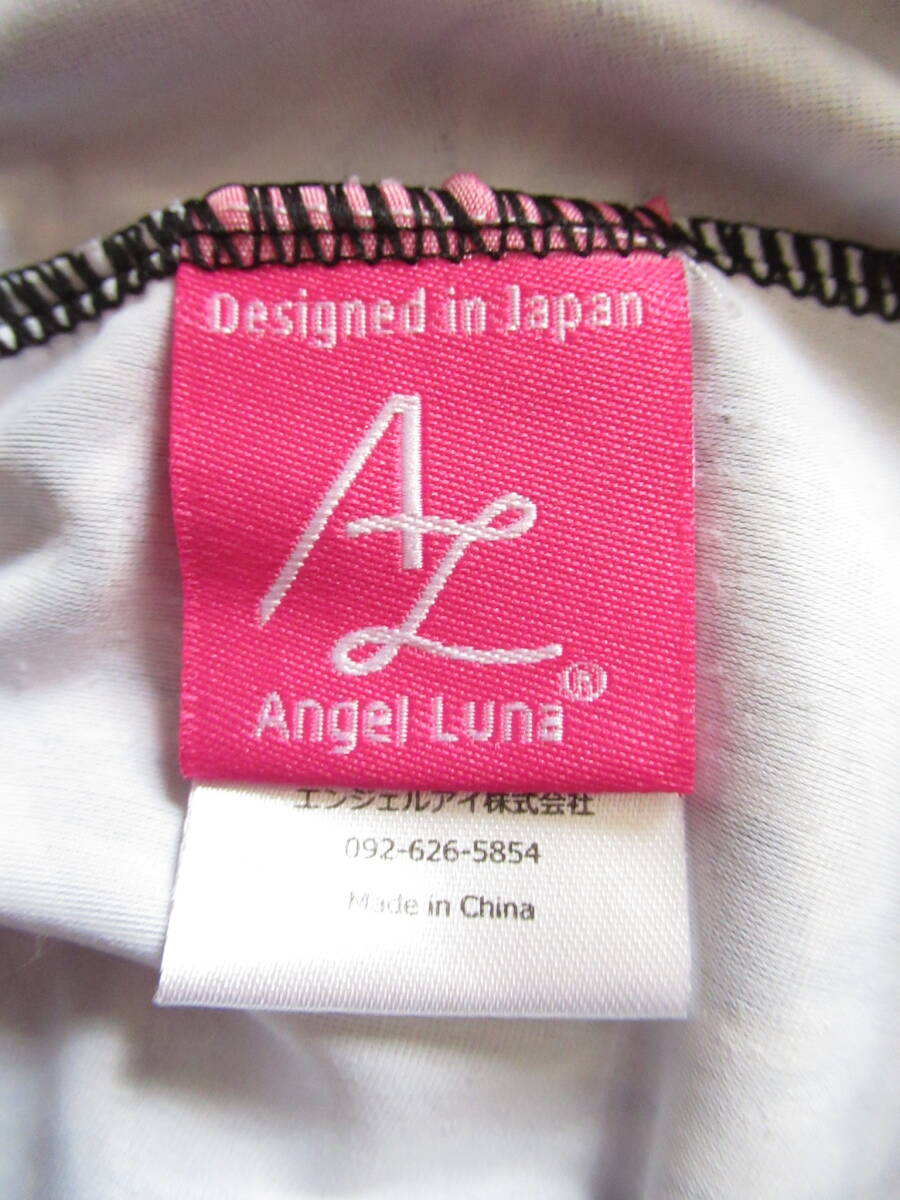 Designed in Japan
AL
Angel Luna®
エンジェルアイ株式会社
092-626-5854
Made in China